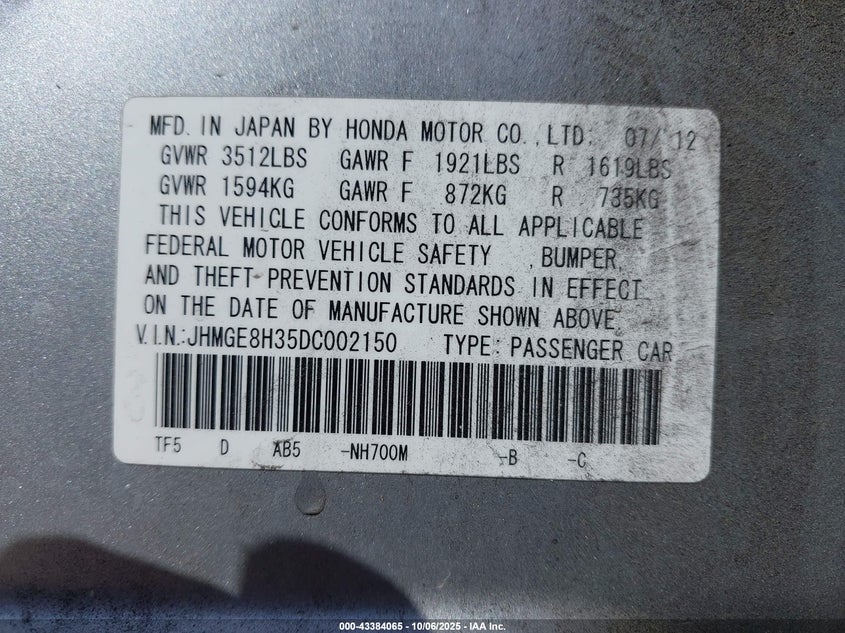 MFD. IN JAPAN BY HONDA MOTOR CO., LTD. 07/12
GVWR 3512LBS GAWR F 1921LBS R 1619LBS
GVWR 1594KG GAWR F 872KG R 735KG
THIS VEHICLE CONFORMS TO ALL APPLICABLE
FEDERAL MOTOR VEHICLE SAFETY , BUMPER,
AND THEFT PREVENTION STANDARDS IN EFFECT
ON THE DATE OF MANUFACTURE SHOWN ABOVE.
V.I.N.:JHMGE8H35DC002150 TYPE: PASSENGER CAR
TF5 D AB5 -NH700M -B -C
000-43384065 - 10/06/2025 - IAA Inc.